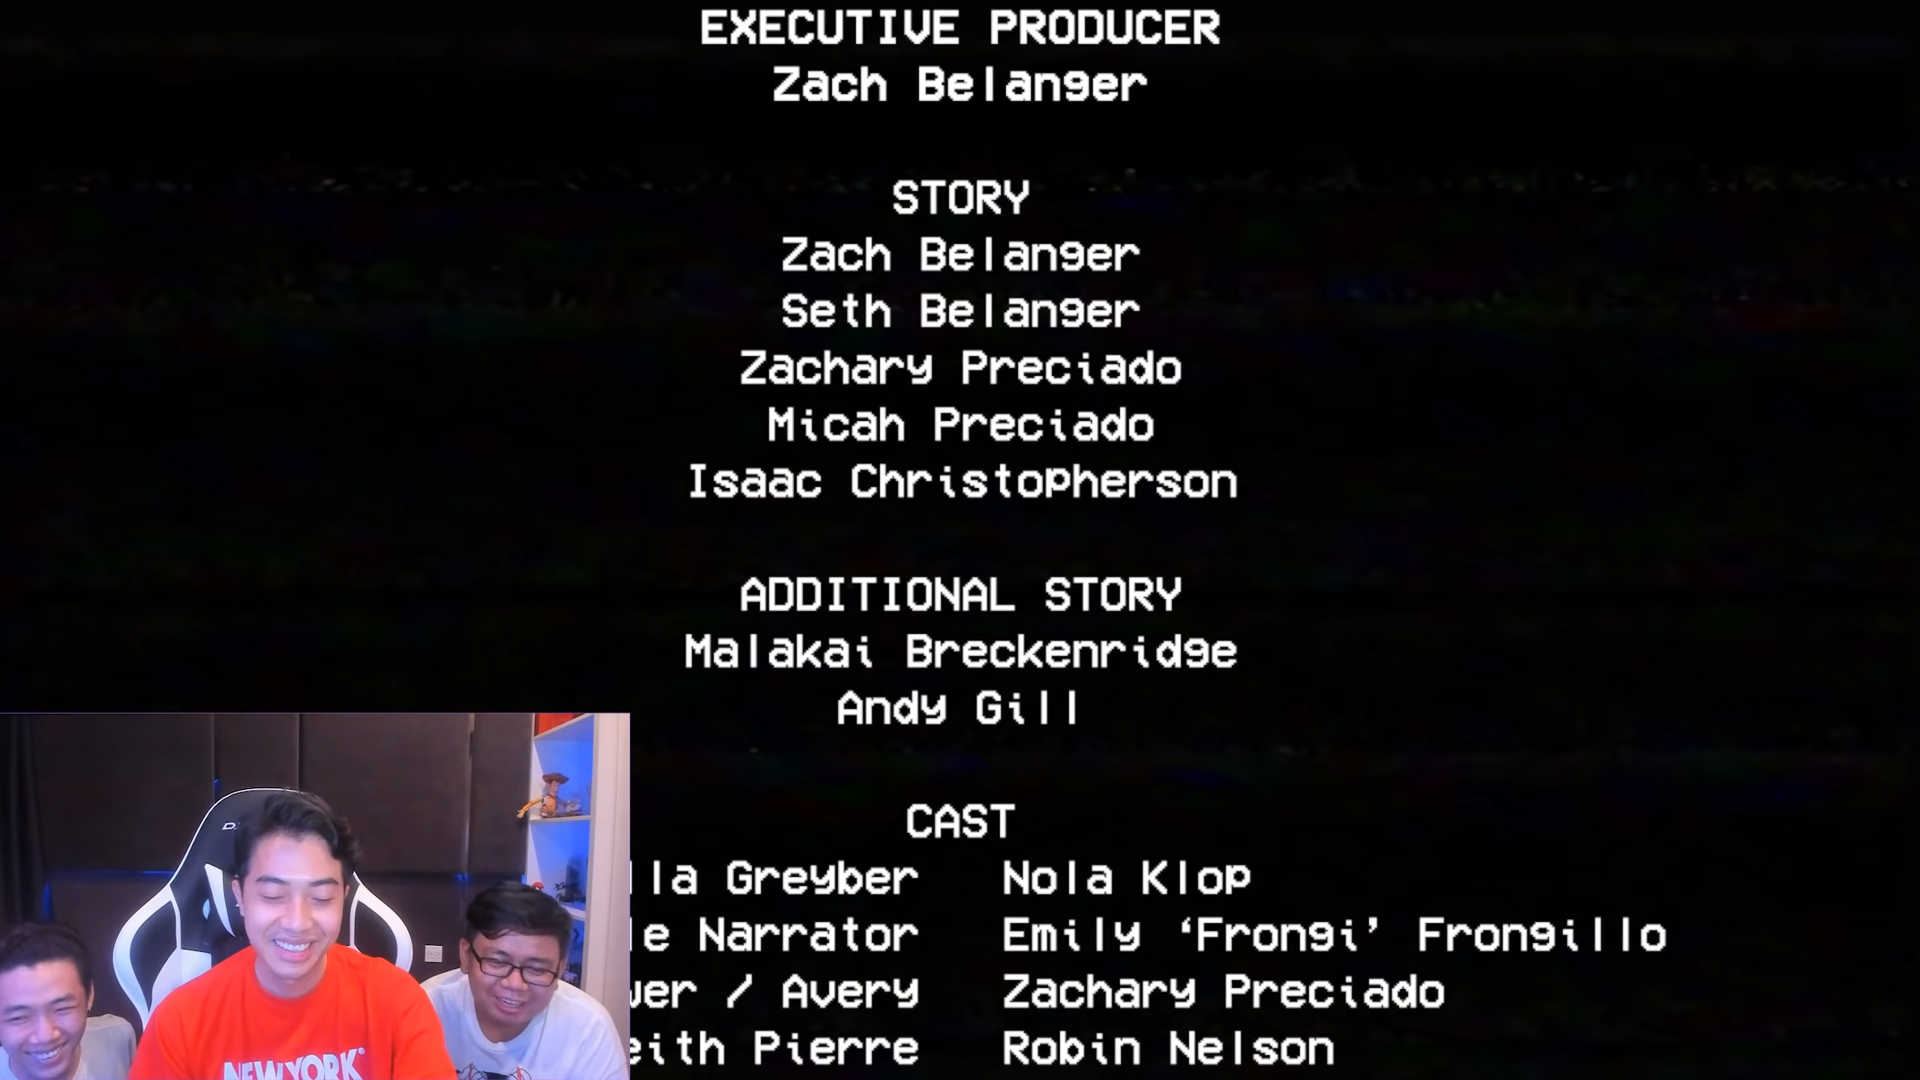 EXECUTIVE PRODUCER
Zach Belanger
STORY
Zach Belanger
Seth Belanger
Zachary Preciado
Micah Preciado
Isaac Christopherson
ADDITIONAL STORY
Malakai Breckenridge
Andy Gill
CAST
Greyber Nola Klop
Narrator Emily ‘Frongi’ Frongillo
/ Avery Zachary Preciado
Pierre Robin Nelson
NEW YORK